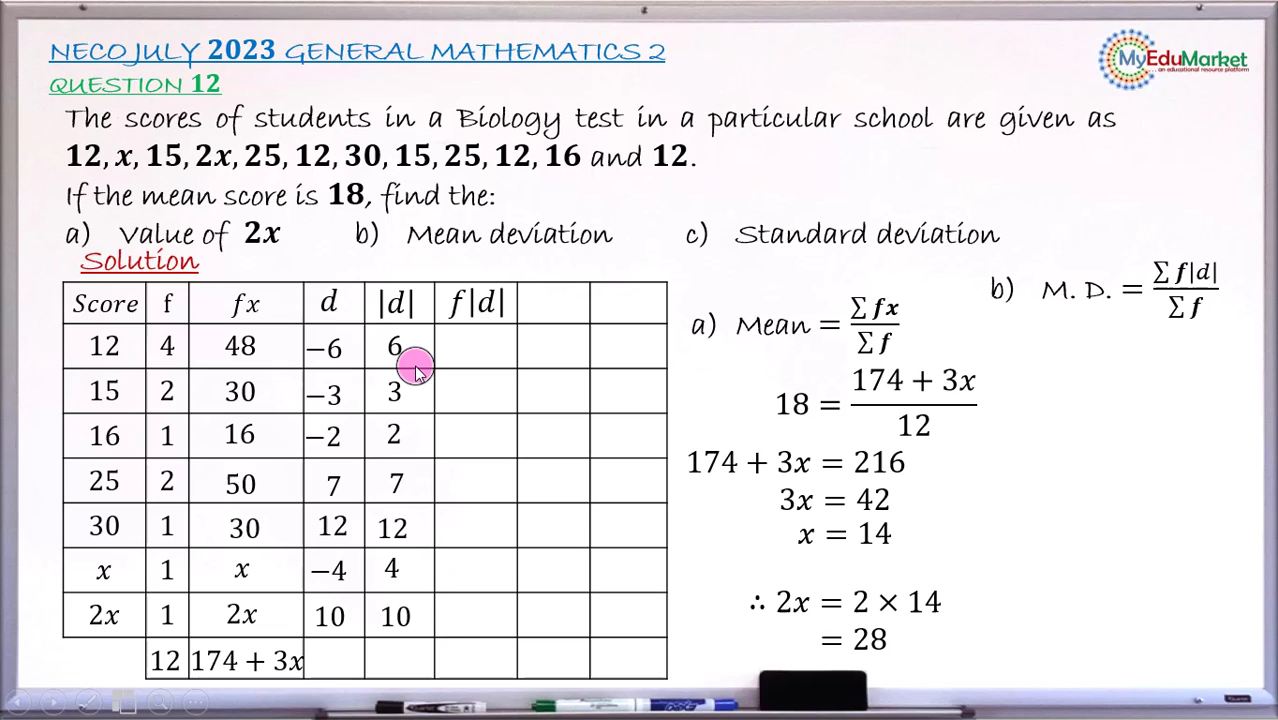 NECO JULY 2023 GENERAL MATHEMATICS 2
MyEduMarket
... an educational resource platform
QUESTION 12
The scores of students in a Biology test in a particular school are given as
12, x, 15, 2x, 25, 12, 30, 15, 25, 12, 16 and 12.
If the mean score is 18, find the:
a) Value of 2x b) Mean deviation c) Standard deviation
Solution
Score f fx d |d| f|d|
12 4 48 −6 6
15 2 30 −3 3
16 1 16 −2 2
25 2 50 7 7
30 1 30 12 12
x 1 x −4 4
2x 1 2x 10 10
12 174 + 3x
a) Mean = ∑ fx / ∑ f
18 = 174 + 3x / 12
174 + 3x = 216
3x = 42
x = 14
∴ 2x = 2 × 14
= 28
b) M. D. = ∑ f|d| / ∑ f